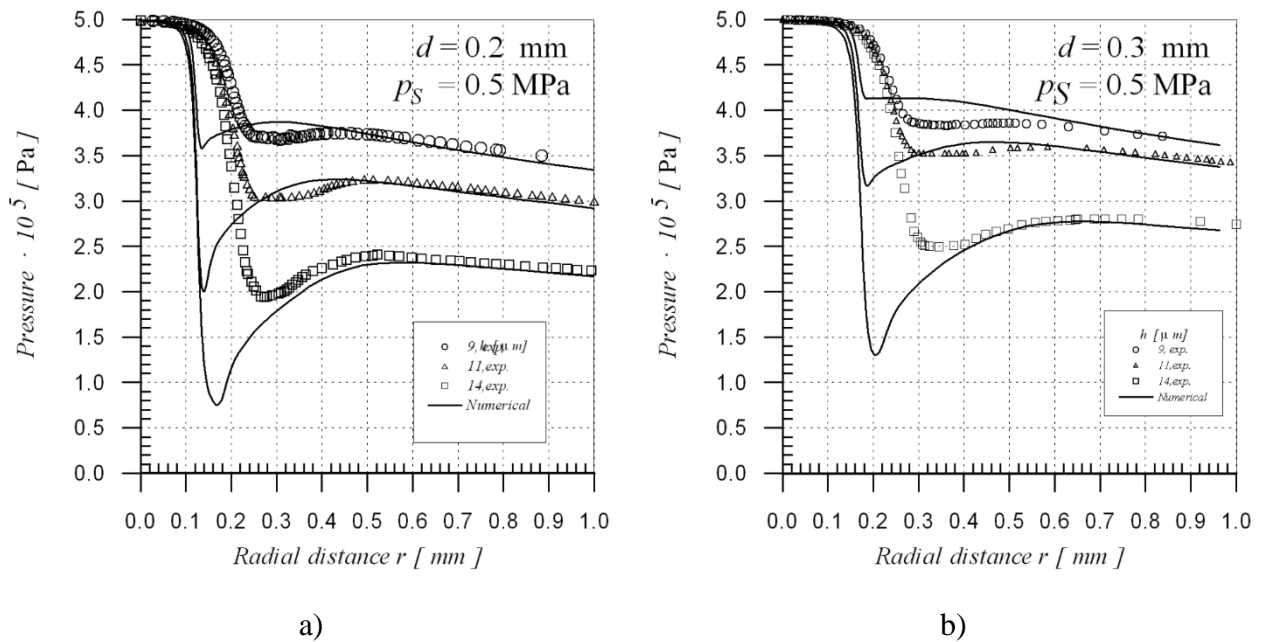 5.0
4.5
4.0
3.5
3.0
2.5
2.0
1.5
1.0
0.5
0.0
Pressure · 10 5 [ Pa]
d = 0.2 mm
pS = 0.5 MPa
h [μ m]
9, exp.
11,exp.
14,exp.
Numerical
0.0 0.1 0.2 0.3 0.4 0.5 0.6 0.7 0.8 0.9 1.0
Radial distance r [ mm ]
a)
5.0
4.5
4.0
3.5
3.0
2.5
2.0
1.5
1.0
0.5
0.0
Pressure · 10 5 [ Pa]
d = 0.3 mm
pS = 0.5 MPa
h [μ m]
9, exp.
11,exp.
14,exp.
Numerical
0.0 0.1 0.2 0.3 0.4 0.5 0.6 0.7 0.8 0.9 1.0
Radial distance r [ mm ]
b)